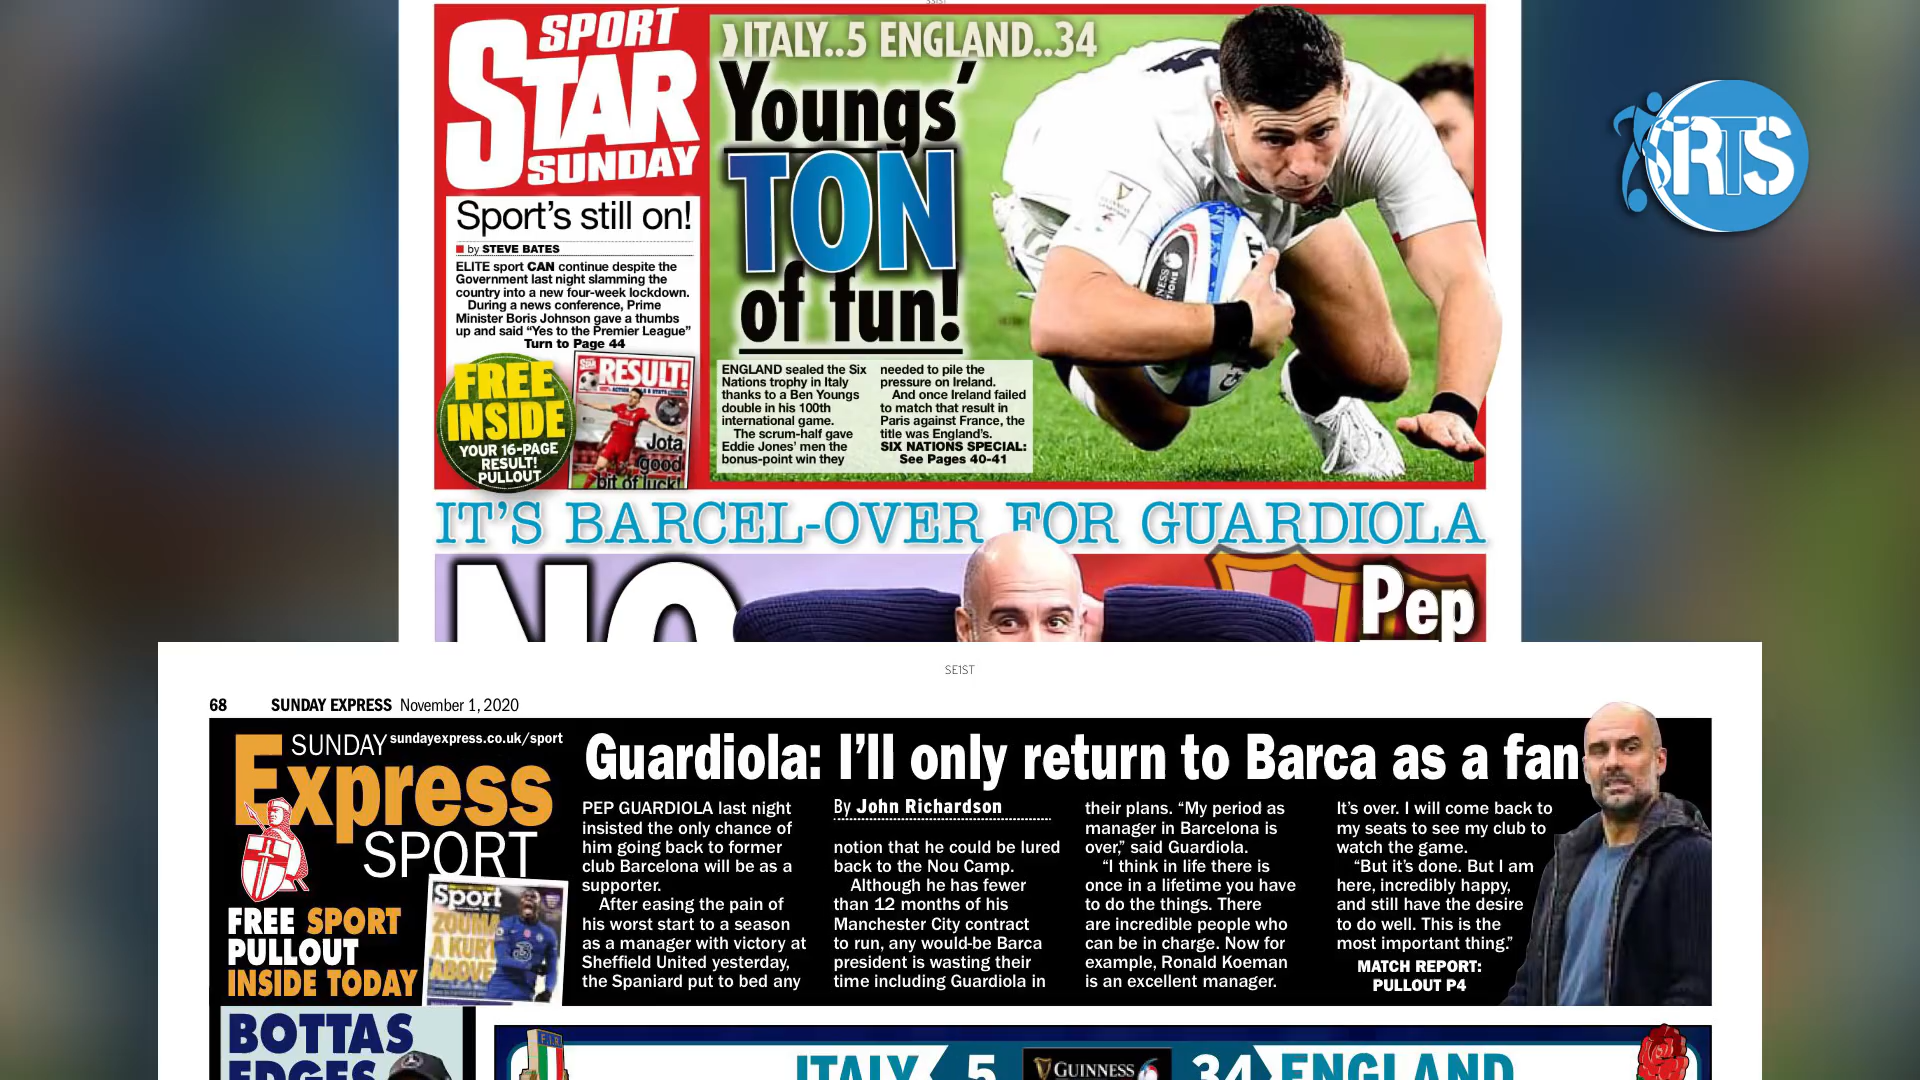 SPORT
STAR
SUNDAY
Sport's still on!
by STEVE BATES
ELITE sport CAN continue despite the
Government last night slamming the
country into a new four-week lockdown.
During a news conference, Prime
Minister Boris Johnson gave a thumbs
up and said “Yes to the Premier League”
Turn to Page 44
FREE
INSIDE
YOUR 16-PAGE
RESULT!
PULLOUT
RESULT!
Jota
good
bit of luck!
ITALY..5 ENGLAND..34
Youngs'
TON
of fun!
ENGLAND sealed the Six
Nations trophy in Italy
thanks to a Ben Youngs
double in his 100th
international game.
The scrum-half gave
Eddie Jones' men the
bonus-point win they
needed to pile the
pressure on Ireland.
And once Ireland failed
to match that result in
Paris against France, the
title was England's.
SIX NATIONS SPECIAL:
See Pages 40-41
RTS
IT'S BARCEL-OVER FOR GUARDIOLA
NO
Pep
SE1ST
68 SUNDAY EXPRESS November 1, 2020
SUNDAY sundayexpress.co.uk/sport
Express
SPORT
FREE SPORT
PULLOUT
INSIDE TODAY
Sport
ZOUMA
A KURT
ABOVE
Guardiola: I'll only return to Barca as a fan
PEP GUARDIOLA last night
insisted the only chance of
him going back to former
club Barcelona will be as a
supporter.
After easing the pain of
his worst start to a season
as a manager with victory at
Sheffield United yesterday,
the Spaniard put to bed any
By John Richardson
notion that he could be lured
back to the Nou Camp.
Although he has fewer
than 12 months of his
Manchester City contract
to run, any would-be Barca
president is wasting their
time including Guardiola in
their plans. “My period as
manager in Barcelona is
over,” said Guardiola.
“I think in life there is
once in a lifetime you have
to do the things. There
are incredible people who
can be in charge. Now for
example, Ronald Koeman
is an excellent manager.
It's over. I will come back to
my seats to see my club to
watch the game.
“But it's done. But I am
here, incredibly happy,
and still have the desire
to do well. This is the
most important thing.”
MATCH REPORT:
PULLOUT P4
BOTTAS
EDGES
F.I.R.
ITALY 5 GUINNESS 6 34 ENGLAND